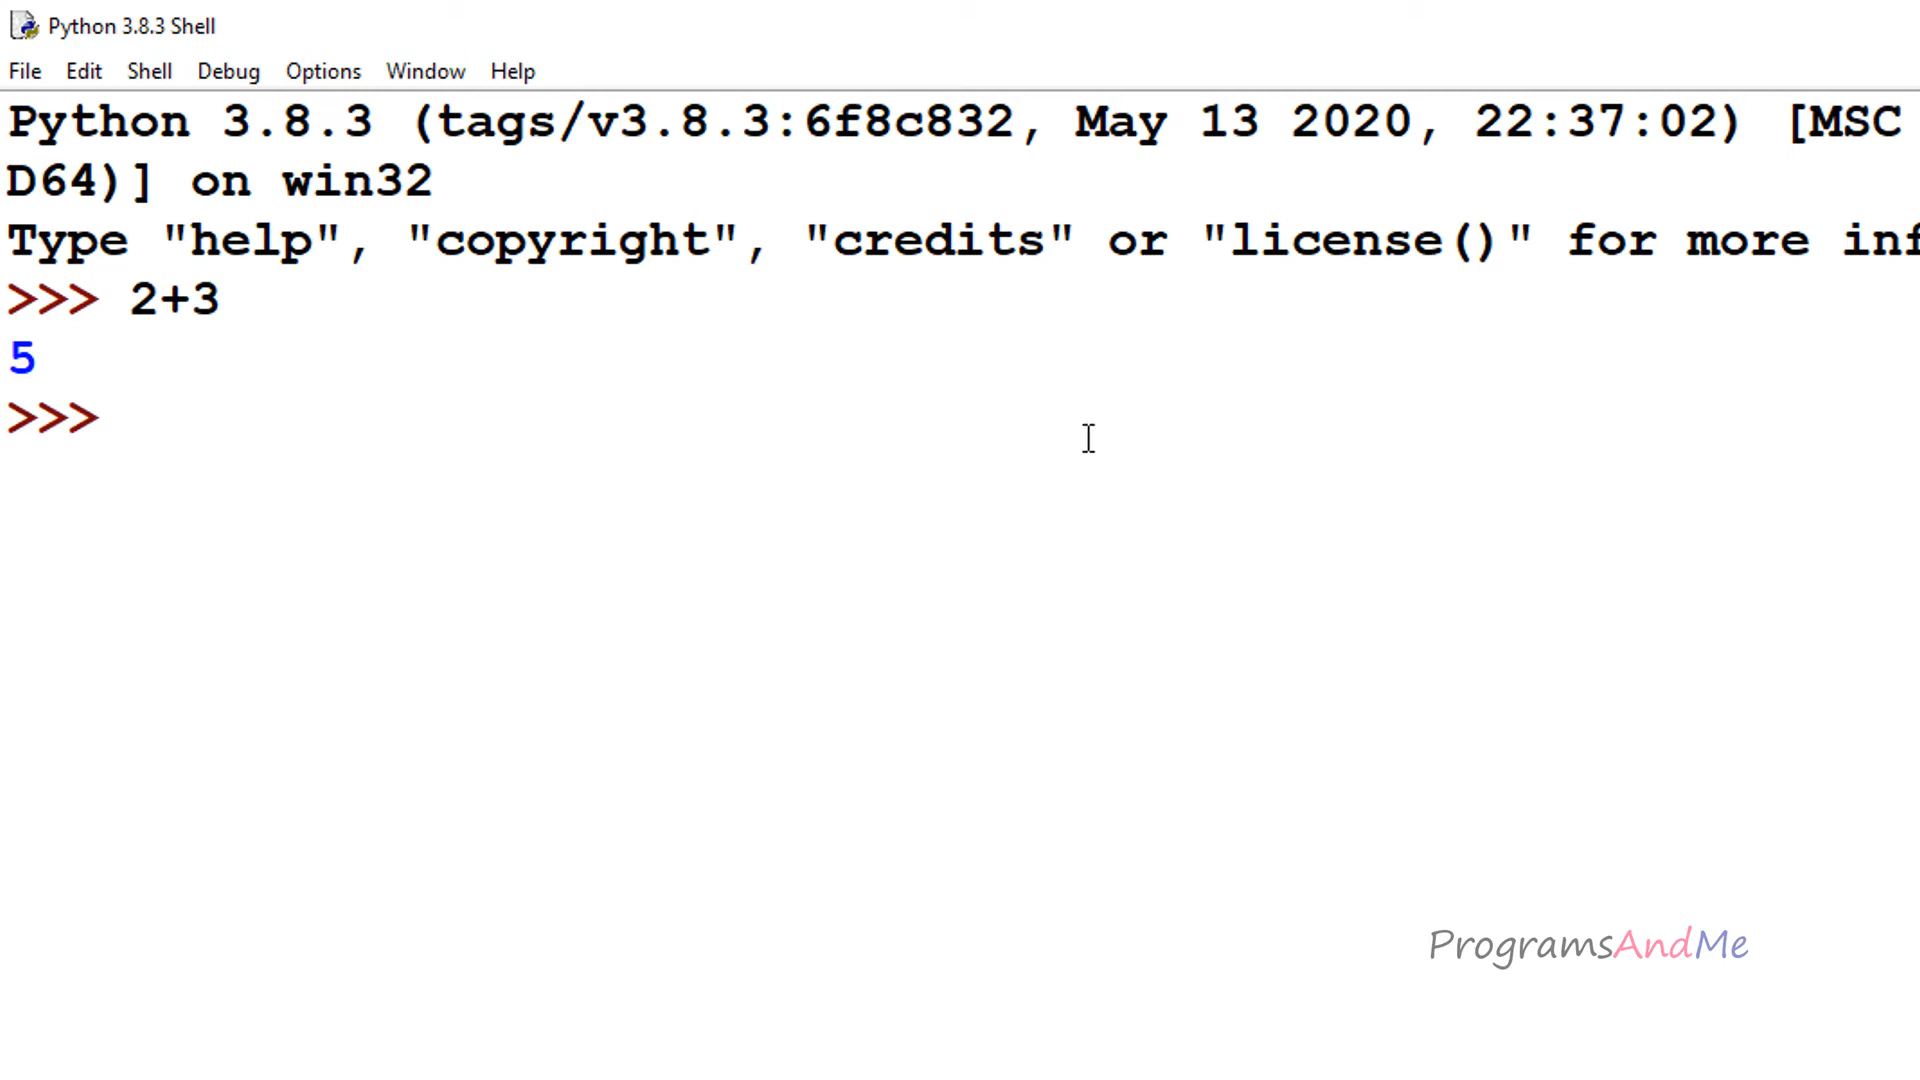 Python 3.8.3 Shell
File Edit Shell Debug Options Window Help
Python 3.8.3 (tags/v3.8.3:6f8c832, May 13 2020, 22:37:02) [MSC
D64)] on win32
Type "help", "copyright", "credits" or "license()" for more inf
>>> 2+3
5
>>>
ProgramsAndMe